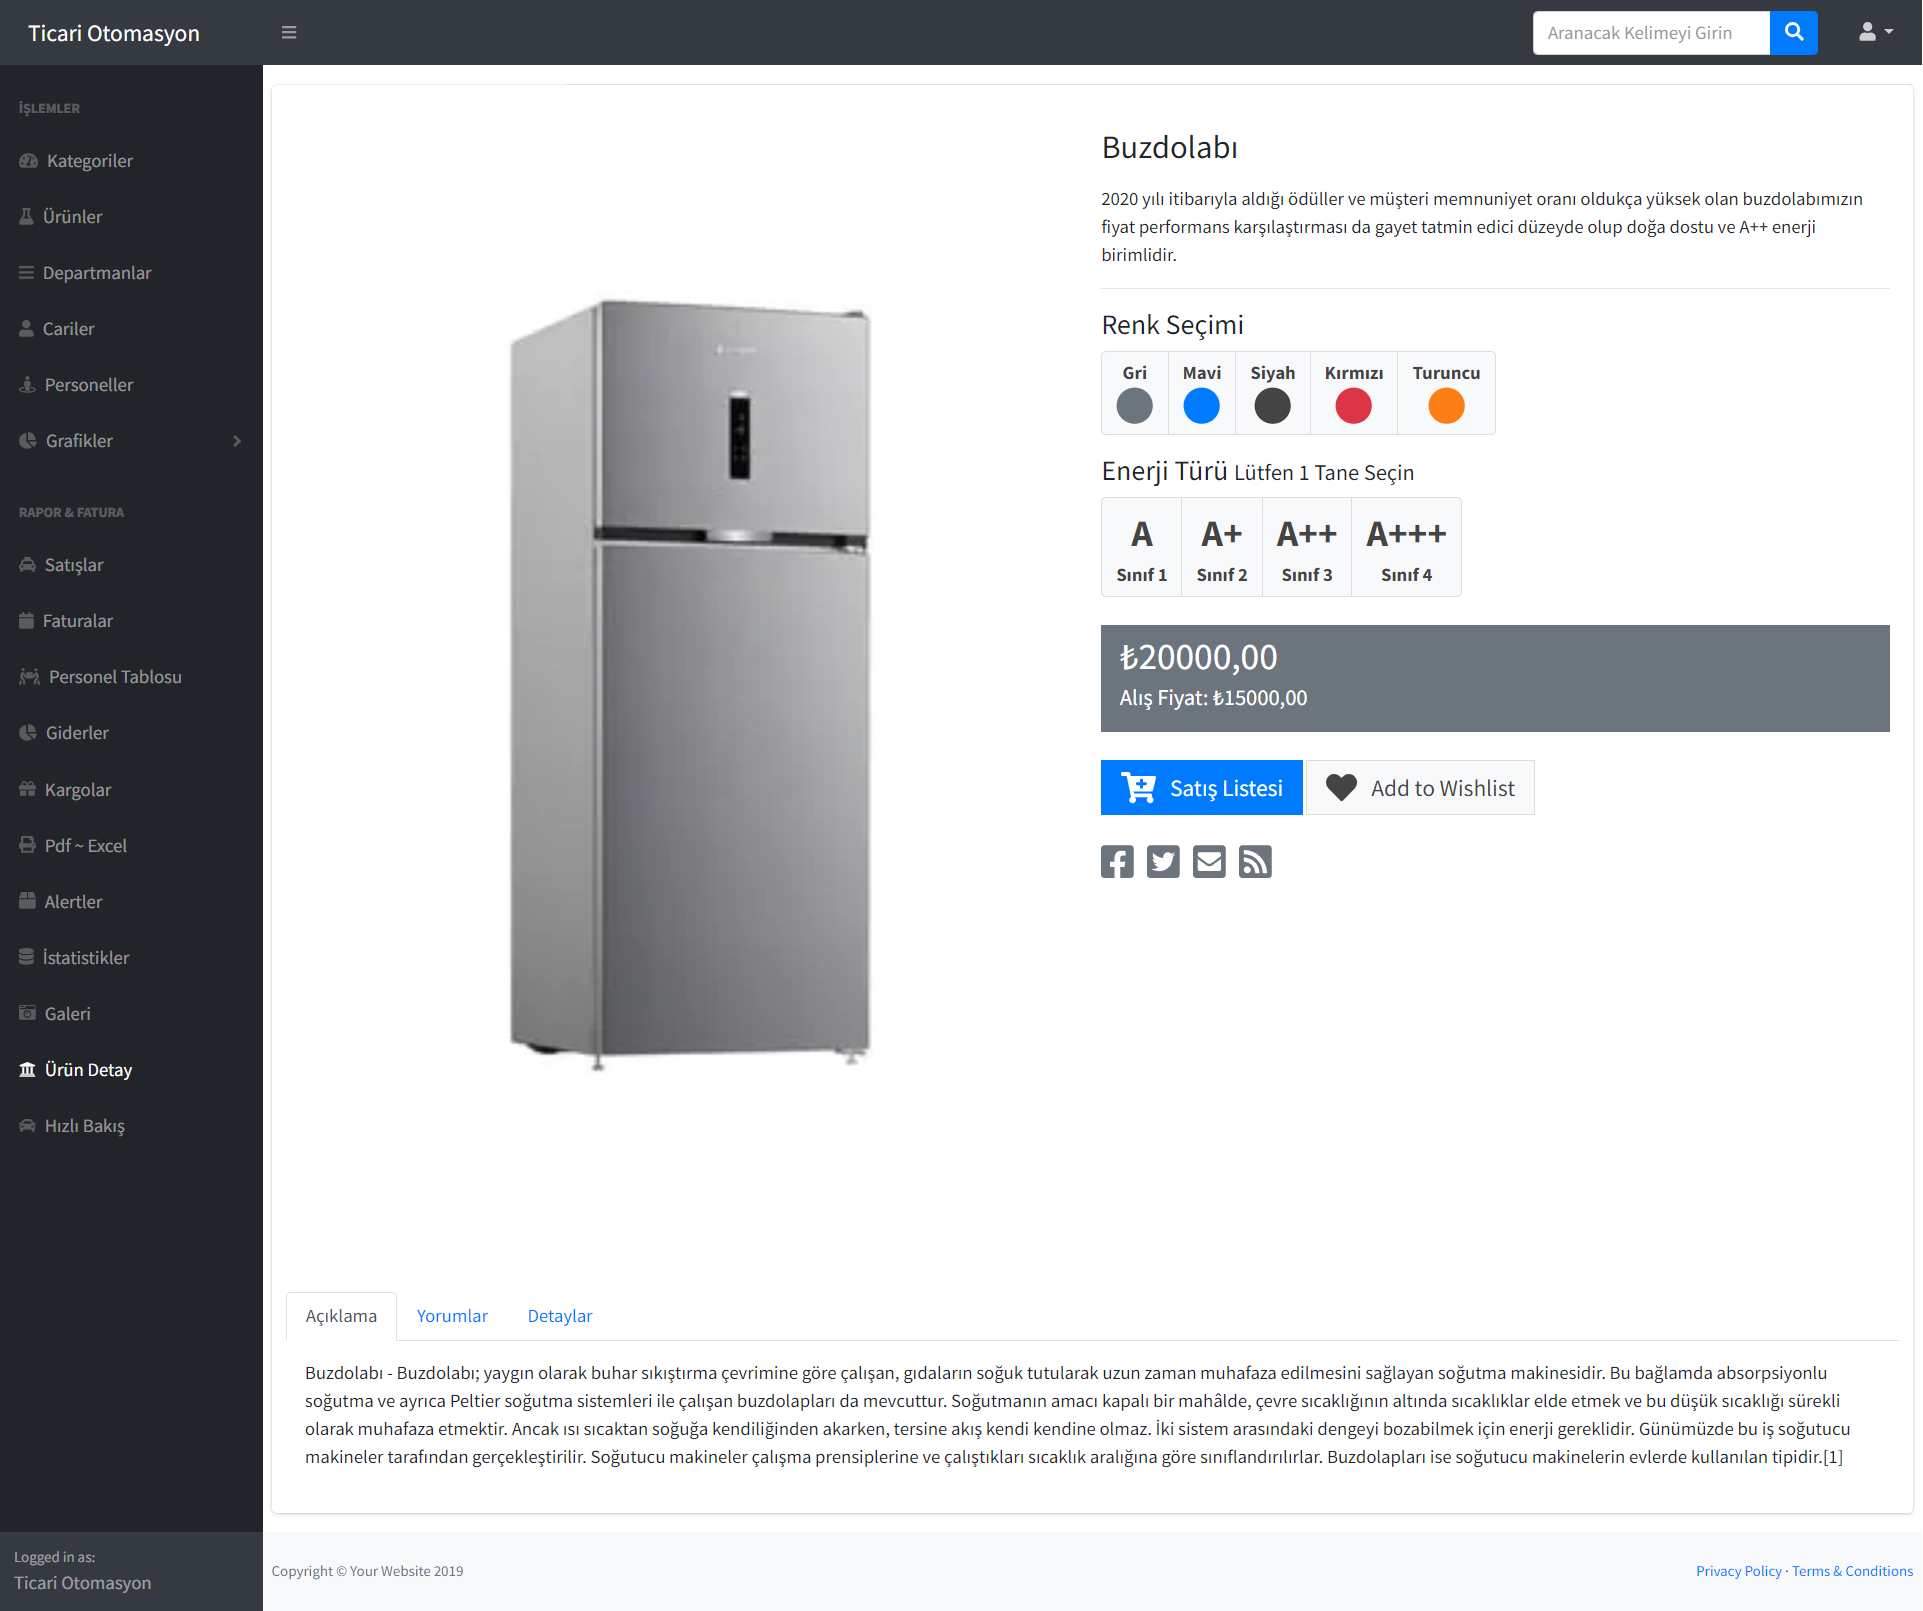 Ticari Otomasyon
Aranacak Kelimeyi Girin
İŞLEMLER
Kategoriler
Ürünler
Departmanlar
Cariler
Personeller
Grafikler
RAPOR & FATURA
Satışlar
Faturalar
Personel Tablosu
Giderler
Kargolar
Pdf ~ Excel
Alertler
İstatistikler
Galeri
Ürün Detay
Hızlı Bakış
Logged in as:
Ticari Otomasyon
Buzdolabı
2020 yılı itibarıyla aldığı ödüller ve müşteri memnuniyet oranı oldukça yüksek olan buzdolabımızın
fiyat performans karşılaştırması da gayet tatmin edici düzeyde olup doğa dostu ve A++ enerji
birimlidir.
Renk Seçimi
Gri Mavi Siyah Kırmızı Turuncu
Enerji Türü Lütfen 1 Tane Seçin
A A+ A++ A+++
Sınıf 1 Sınıf 2 Sınıf 3 Sınıf 4
₺20000,00
Alış Fiyat: ₺15000,00
Satış Listesi Add to Wishlist
Açıklama Yorumlar Detaylar
Buzdolabı - Buzdolabı; yaygın olarak buhar sıkıştırma çevrimine göre çalışan, gıdaların soğuk tutularak uzun zaman muhafaza edilmesini sağlayan soğutma makinesidir. Bu bağlamda absorpsiyonlu
soğutma ve ayrıca Peltier soğutma sistemleri ile çalışan buzdolapları da mevcuttur. Soğutmanın amacı kapalı bir mahâlde, çevre sıcaklığının altında sıcaklıklar elde etmek ve bu düşük sıcaklığı sürekli
olarak muhafaza etmektir. Ancak ısı sıcaktan soğuğa kendiliğinden akarken, tersine akış kendi kendine olmaz. İki sistem arasındaki dengeyi bozabilmek için enerji gereklidir. Günümüzde bu iş soğutucu
makineler tarafından gerçekleştirilir. Soğutucu makineler çalışma prensiplerine ve çalıştıkları sıcaklık aralığına göre sınıflandırılırlar. Buzdolapları ise soğutucu makinelerin evlerde kullanılan tipidir.[1]
Copyright © Your Website 2019
Privacy Policy · Terms & Conditions